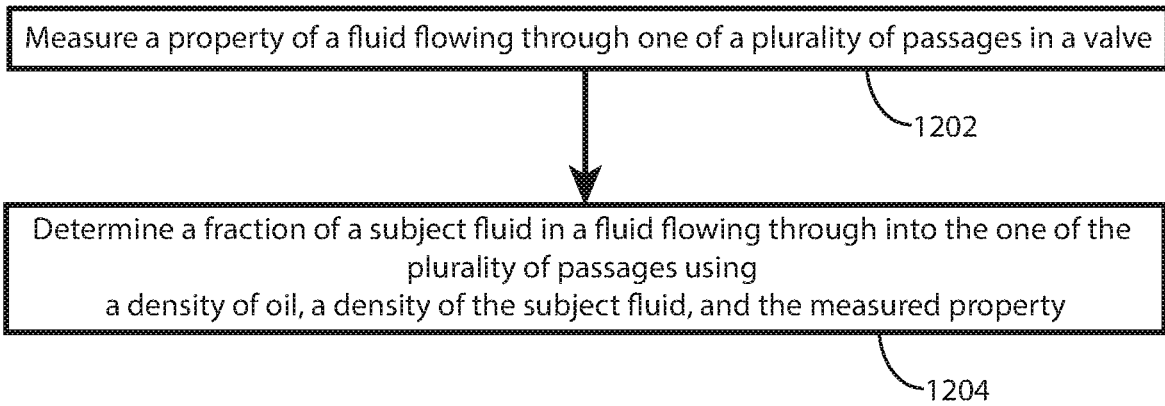 Measure a property of a fluid flowing through one of a plurality of passages in a valve
1202
Determine a fraction of a subject fluid in a fluid flowing through into the one of the
plurality of passages using
a density of oil, a density of the subject fluid, and the measured property
1204